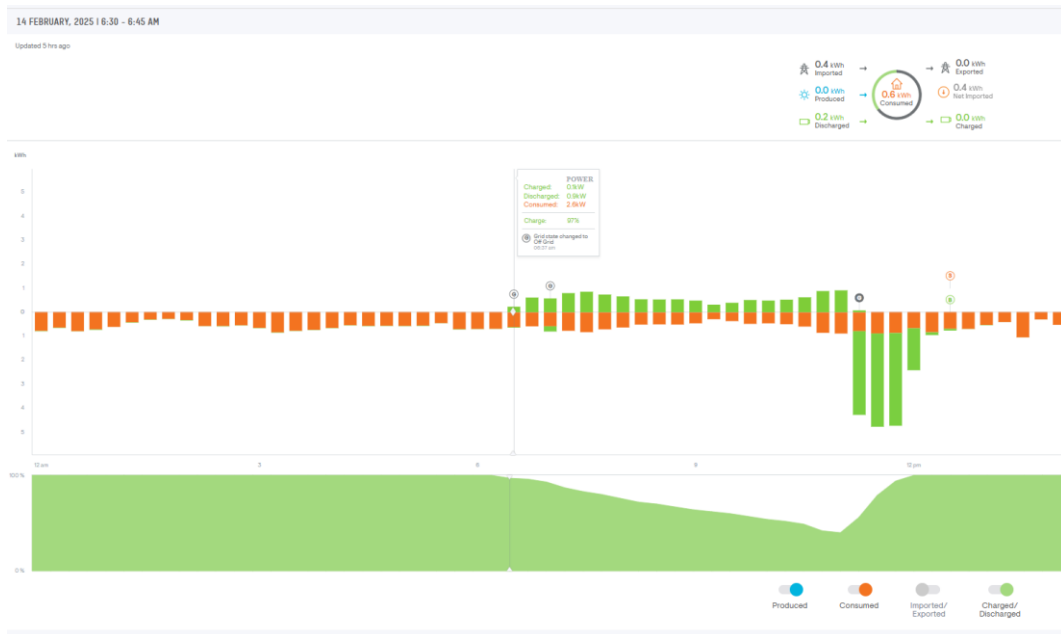 14 FEBRUARY, 2025 | 6:30 - 6:45 AM
Updated 5 hrs ago
0.4 kWh
Imported
0.0 kWh
Exported
0.0 kWh
Produced
0.6 kWh
Consumed
0.4 kWh
Net Imported
0.2 kWh
Discharged
0.0 kWh
Charged
kWh
5
4
3
2
1
0
1
2
3
4
5
POWER
Charged: 0.1kW
Discharged: 0.9kW
Consumed: 2.6kW
Charge: 97%
Grid state changed to
Off Grid
06:37 am
12 am
3
6
9
12 pm
100 %
0 %
Produced
Consumed
Imported/
Exported
Charged/
Discharged